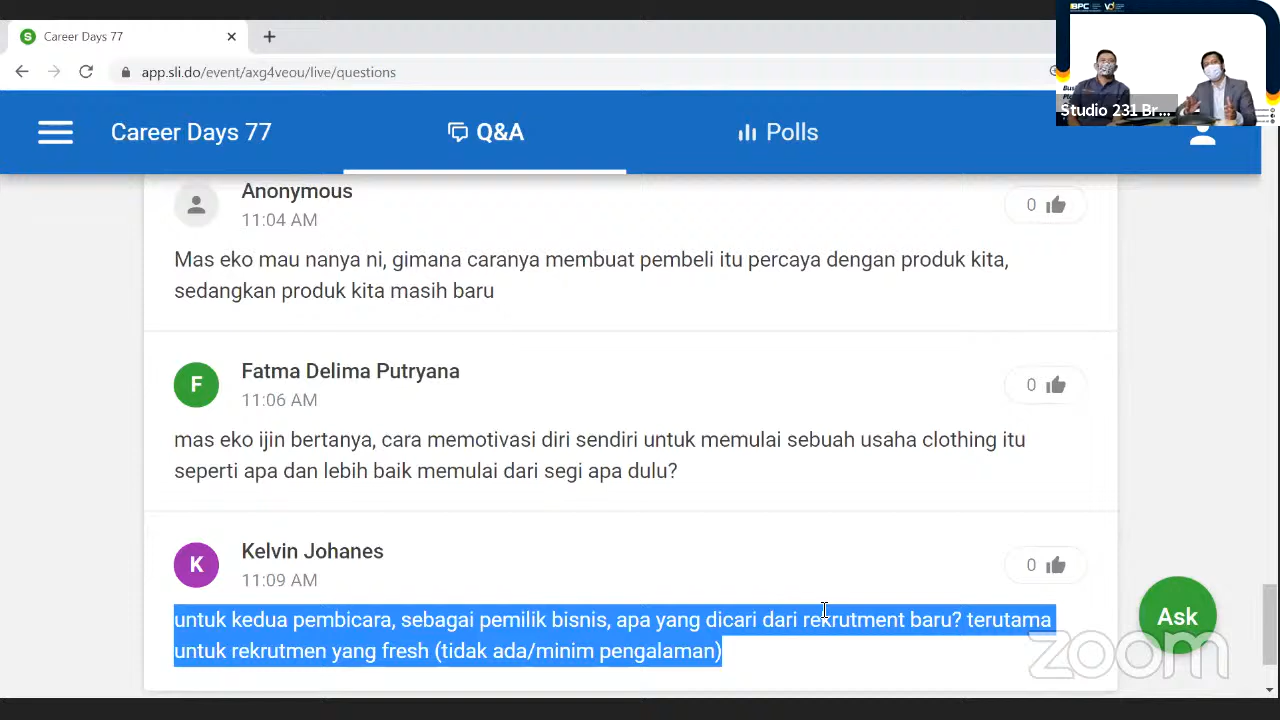 Career Days 77
app.sli.do/event/axg4veou/live/questions
BPC
Studio 231 Br...
Career Days 77
Q&A
Polls
Anonymous
11:04 AM
0
Mas eko mau nanya ni, gimana caranya membuat pembeli itu percaya dengan produk kita,
sedangkan produk kita masih baru
F
Fatma Delima Putryana
11:06 AM
0
mas eko ijin bertanya, cara memotivasi diri sendiri untuk memulai sebuah usaha clothing itu
seperti apa dan lebih baik memulai dari segi apa dulu?
K
Kelvin Johanes
11:09 AM
0
untuk kedua pembicara, sebagai pemilik bisnis, apa yang dicari dari rekrutment baru? terutama
untuk rekrutmen yang fresh (tidak ada/minim pengalaman)
Ask
zoom